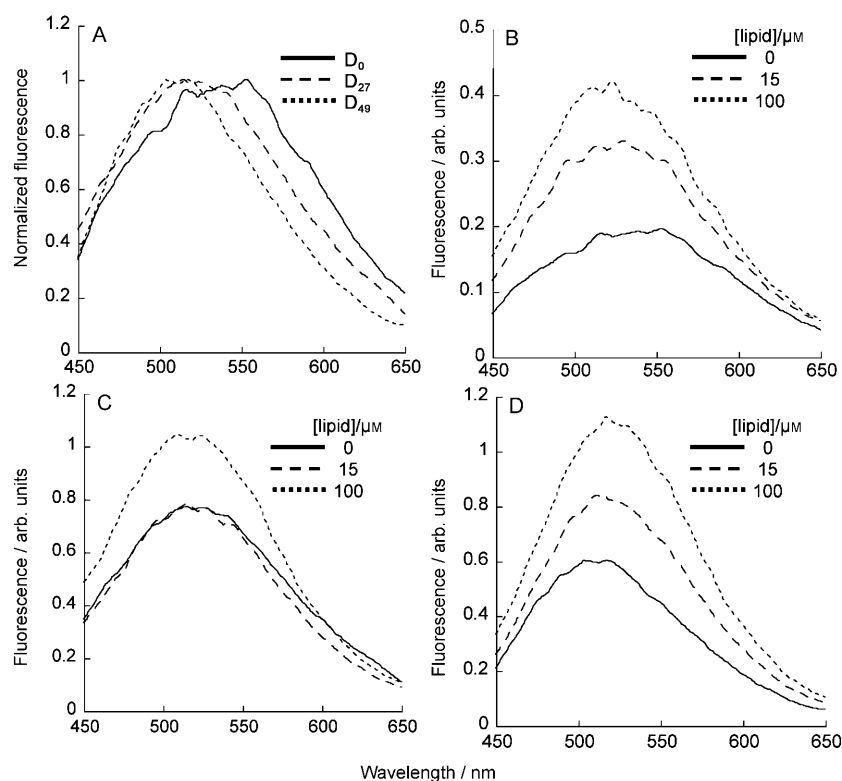 A
D0
D27
D49
Normalized fluorescence
1.2
1
0.8
0.6
0.4
0.2
0
450 500 550 600 650
B
[lipid]/µM
0
15
100
Fluorescence / arb. units
0.5
0.4
0.3
0.2
0.1
0
450 500 550 600 650
C
[lipid]/µM
0
15
100
Fluorescence / arb. units
1.2
1
0.8
0.6
0.4
0.2
0
450 500 550 600 650
D
[lipid]/µM
0
15
100
Fluorescence / arb. units
1.2
1
0.8
0.6
0.4
0.2
0
450 500 550 600 650
Wavelength / nm